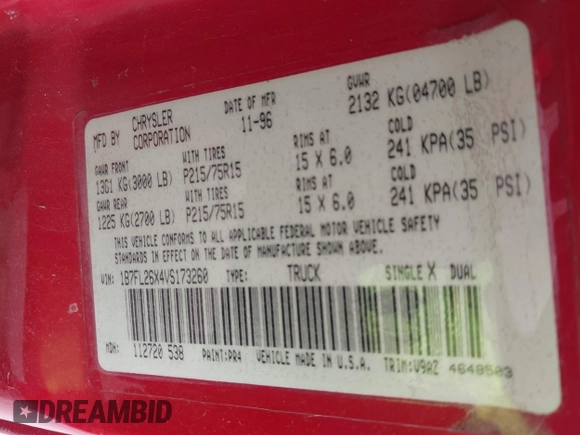 MFD BY CHRYSLER CORPORATION DATE OF MFR 11-96 GVWR 2132 KG(04700 LB)
GAWR FRONT WITH TIRES RIMS AT COLD
1361 KG(3000 LB) P215/75R15 15 X 6.0 241 KPA(35 PSI)
GAWR REAR WITH TIRES RIMS AT COLD
1225 KG(2700 LB) P215/75R15 15 X 6.0 241 KPA(35 PSI)
THIS VEHICLE CONFORMS TO ALL APPLICABLE FEDERAL MOTOR VEHICLE SAFETY
STANDARDS IN EFFECT ON DATE OF MANUFACTURE SHOWN ABOVE.
VIN: 1B7FL26X4VS173260 TYPE: TRUCK SINGLE X DUAL
MDH: 112720 538 PAINT:PR4 VEHICLE MADE IN U.S.A. TRIM:V9AZ 4648503
DREAMBID